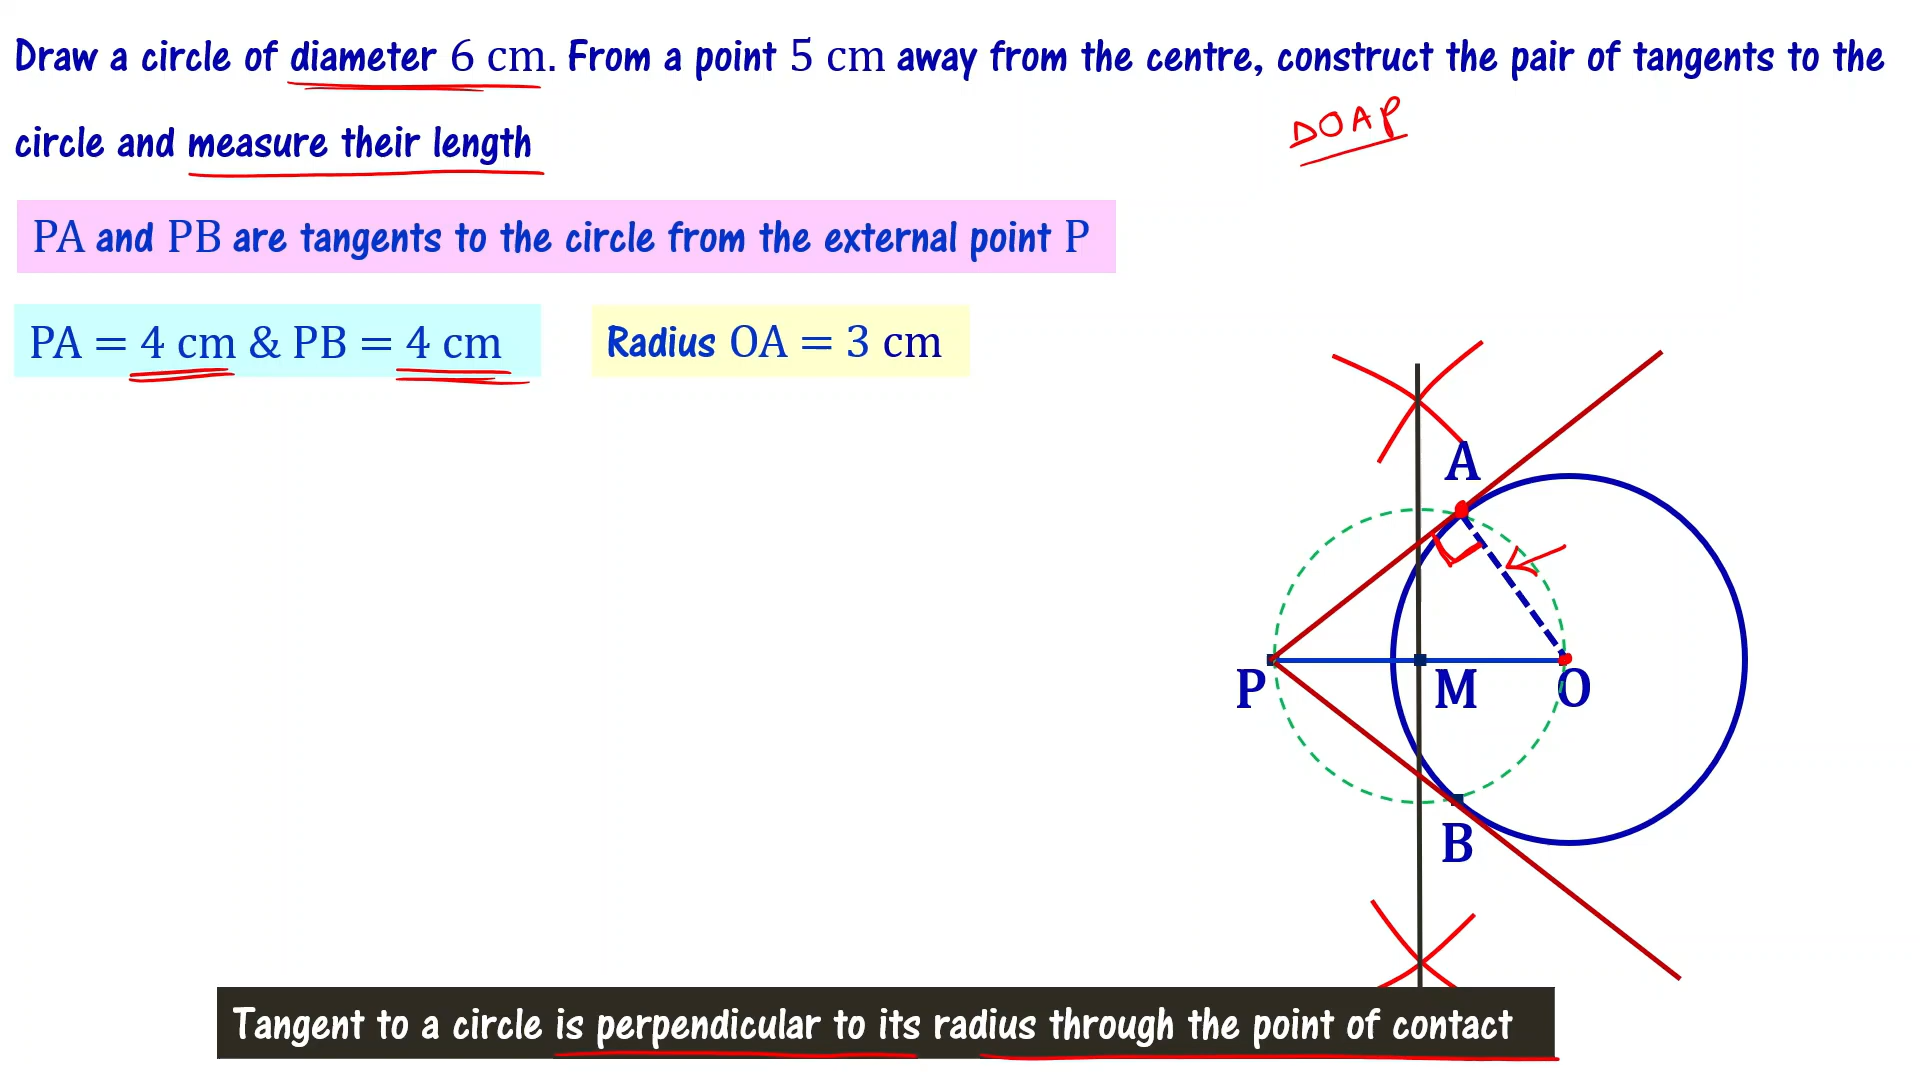 Draw a circle of diameter 6 cm. From a point 5 cm away from the centre, construct the pair of tangents to the
circle and measure their length
DOAP
PA and PB are tangents to the circle from the external point P
PA = 4 cm & PB = 4 cm
Radius OA = 3 cm
A
P
M
O
B
Tangent to a circle is perpendicular to its radius through the point of contact